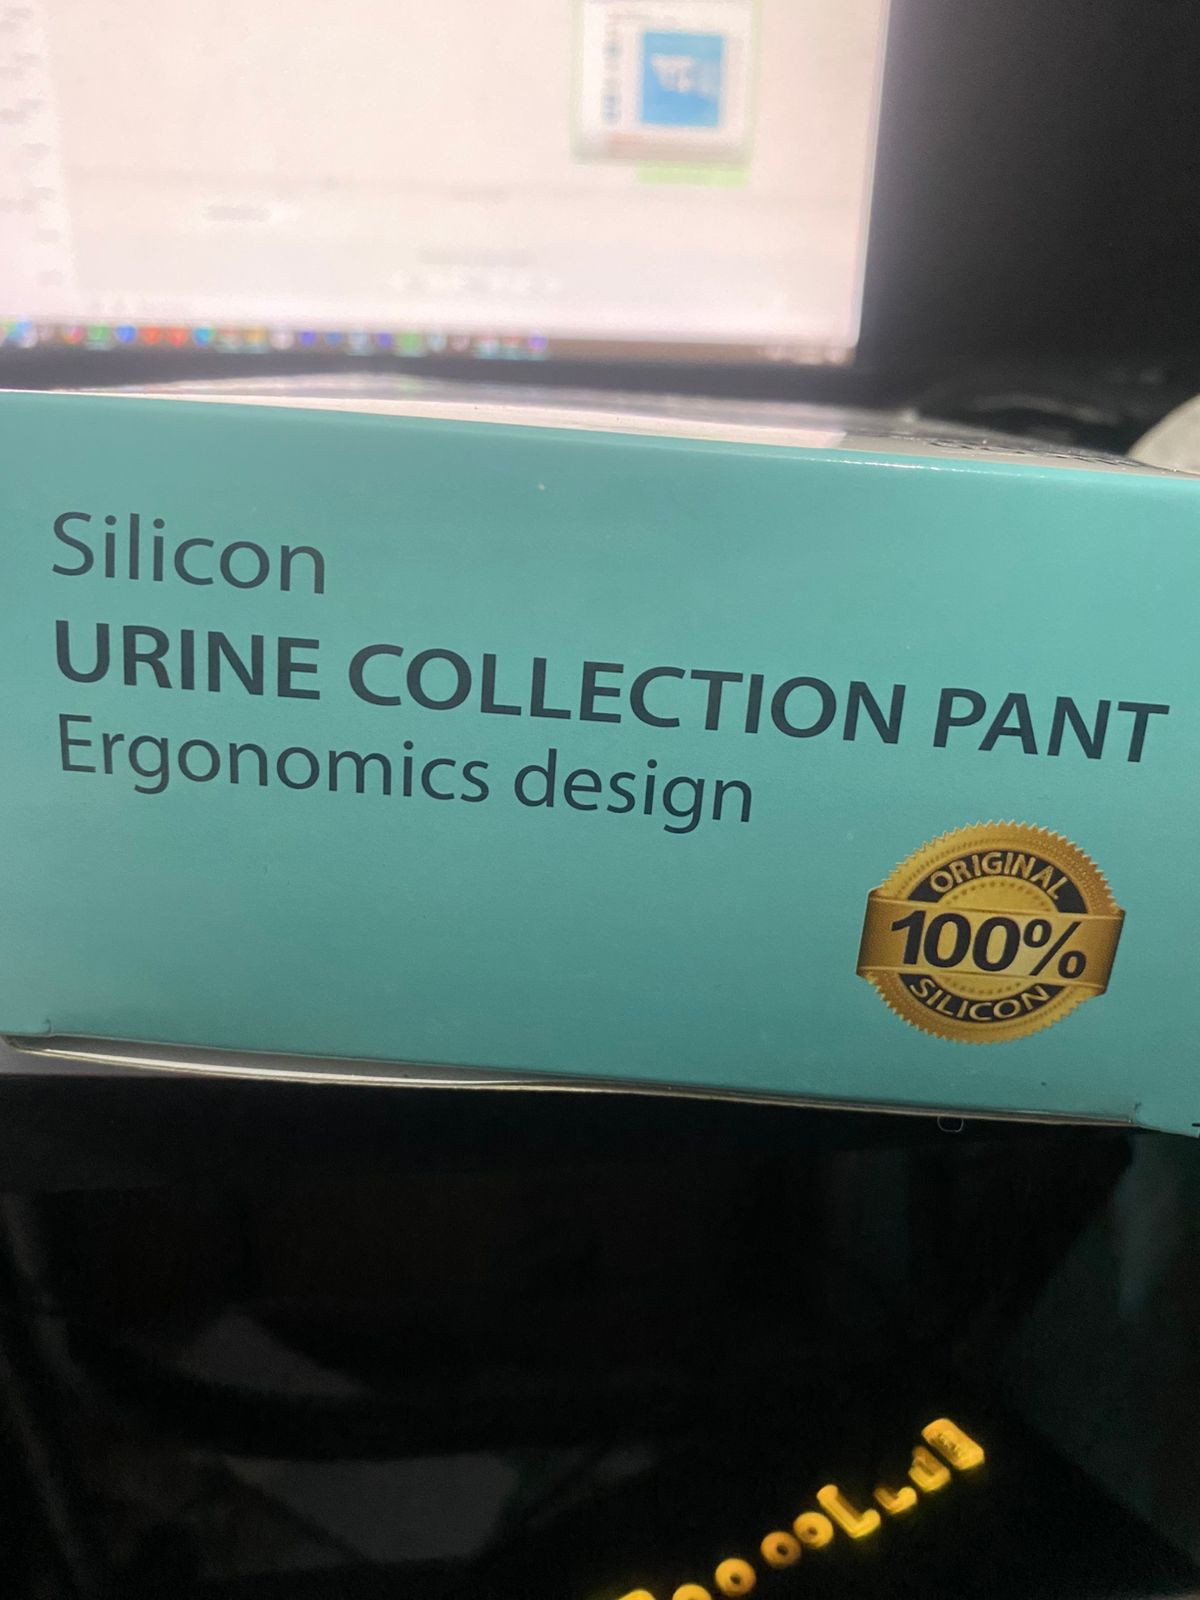 Silicon
URINE COLLECTION PANT
Ergonomics design
ORIGINAL
100%
SILICON